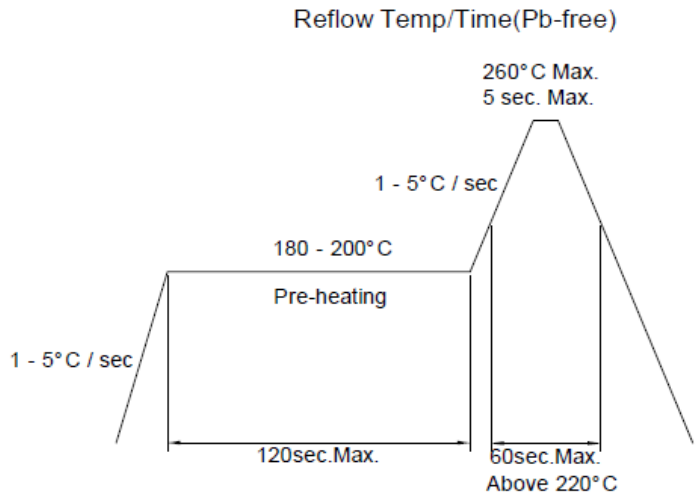 Reflow Temp/Time(Pb-free)
260°C Max.
5 sec. Max.
1 - 5°C / sec
180 - 200°C
Pre-heating
1 - 5°C / sec
120sec.Max.
60sec.Max.
Above 220°C